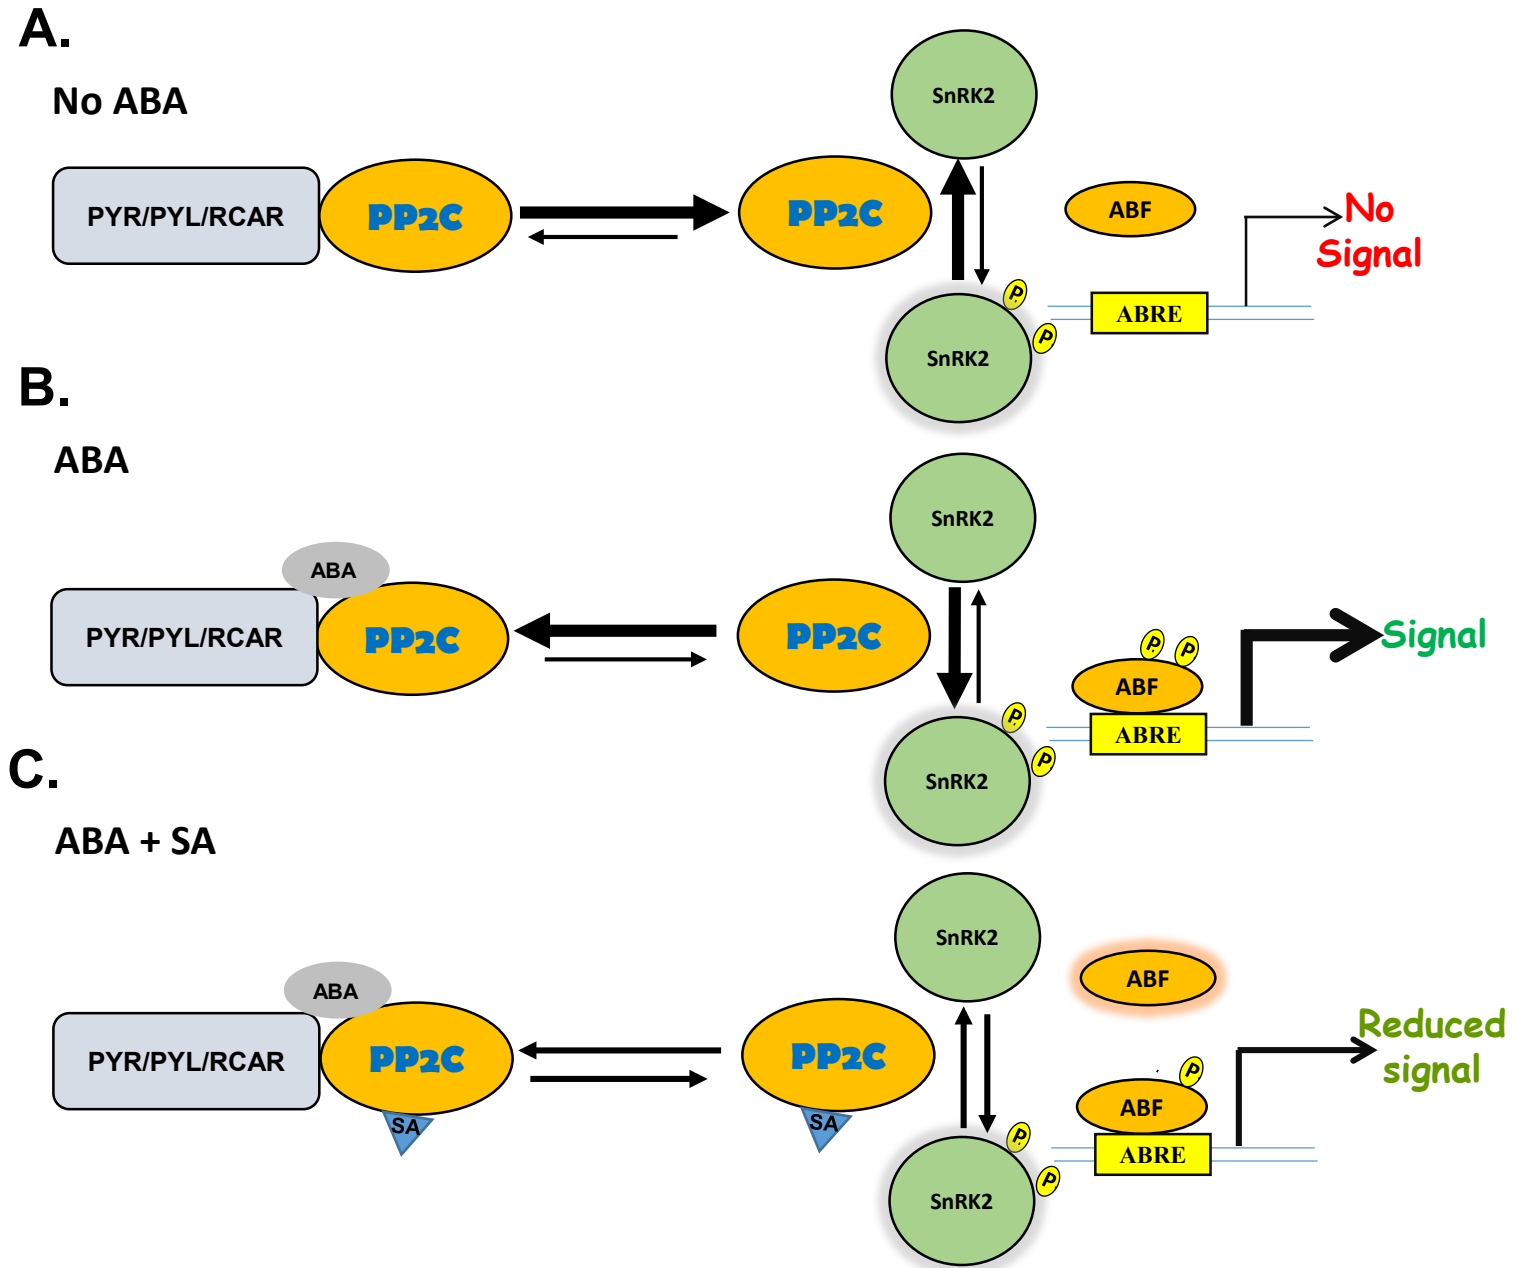 A.
No ABA
SnRK2
PYR/PYL/RCAR
PP2C
PP2C
ABF
No
Signal
P.
P
ABRE
SnRK2
B.
ABA
SnRK2
ABA
PYR/PYL/RCAR
PP2C
PP2C
P.
P
ABF
Signal
P.
P
ABRE
SnRK2
C.
ABA + SA
SnRK2
ABF
ABA
PYR/PYL/RCAR
PP2C
PP2C
Reduced
signal
P
ABF
SA
SA
P.
P
ABRE
SnRK2